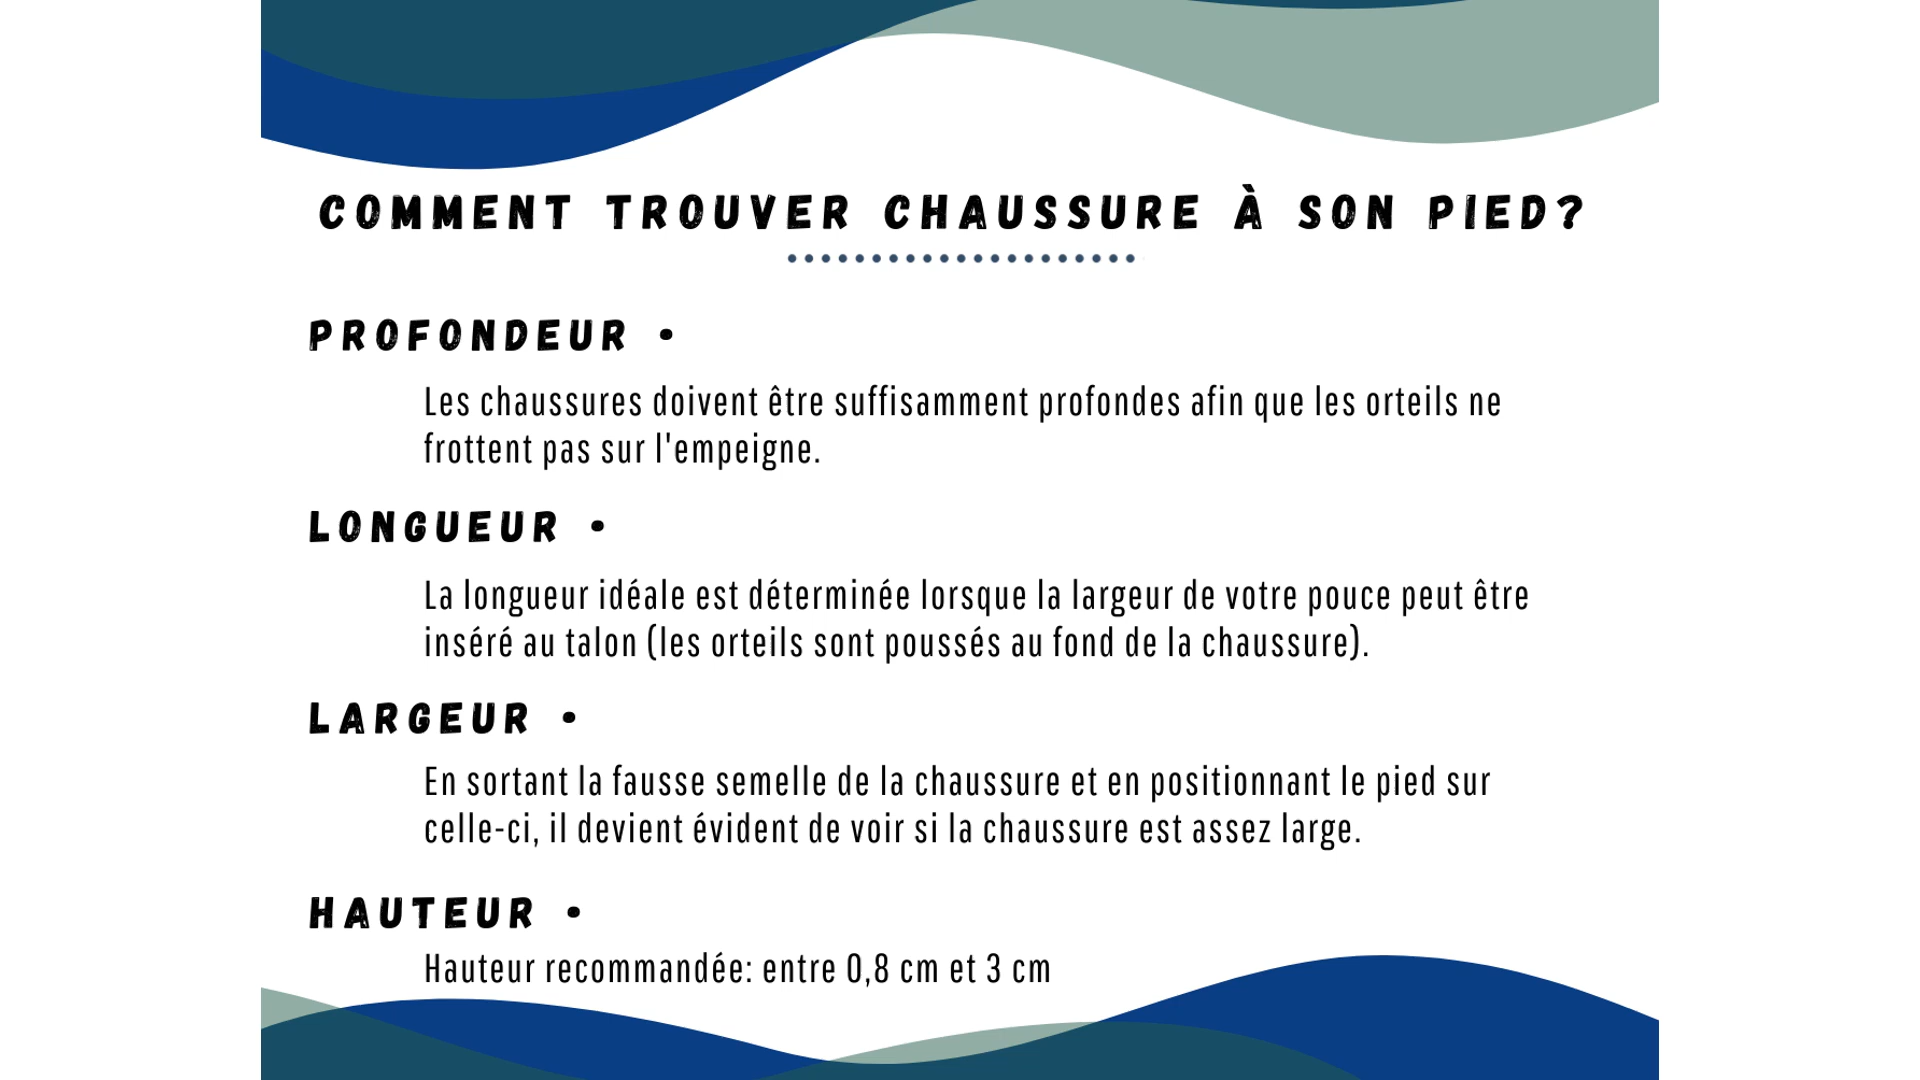 COMMENT TROUVER CHAUSSURE À SON PIED?
PROFONDEUR •
Les chaussures doivent être suffisamment profondes afin que les orteils ne
frottent pas sur l'empeigne.
LONGUEUR •
La longueur idéale est déterminée lorsque la largeur de votre pouce peut être
inséré au talon (les orteils sont poussés au fond de la chaussure).
LARGEUR •
En sortant la fausse semelle de la chaussure et en positionnant le pied sur
celle-ci, il devient évident de voir si la chaussure est assez large.
HAUTEUR •
Hauteur recommandée: entre 0,8 cm et 3 cm